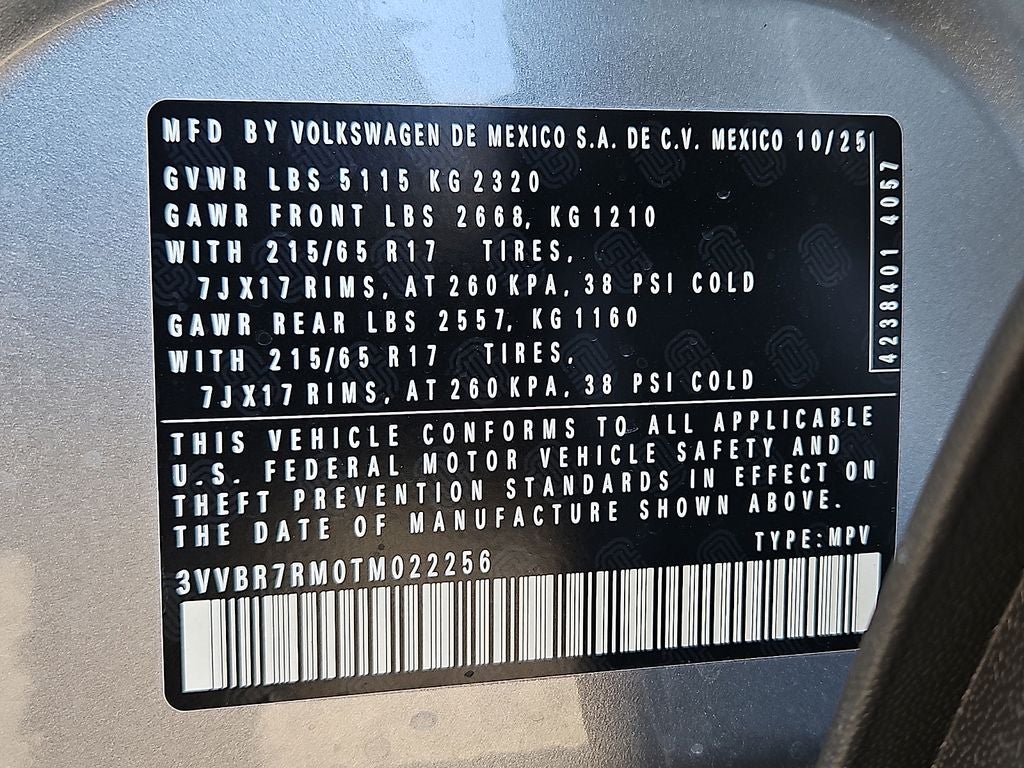 MFD BY VOLKSWAGEN DE MEXICO S.A. DE C.V. MEXICO 10/25
GVWR LBS 5115 KG 2320
GAWR FRONT LBS 2668, KG 1210
WITH 215/65 R17 TIRES,
7JX17 RIMS, AT 260 KPA, 38 PSI COLD
GAWR REAR LBS 2557, KG 1160
WITH 215/65 R17 TIRES,
7JX17 RIMS, AT 260 KPA, 38 PSI COLD
4238401 4057
THIS VEHICLE CONFORMS TO ALL APPLICABLE
U.S. FEDERAL MOTOR VEHICLE SAFETY AND
THEFT PREVENTION STANDARDS IN EFFECT ON
THE DATE OF MANUFACTURE SHOWN ABOVE.
TYPE:MPV
3VVBR7RM0TM022256